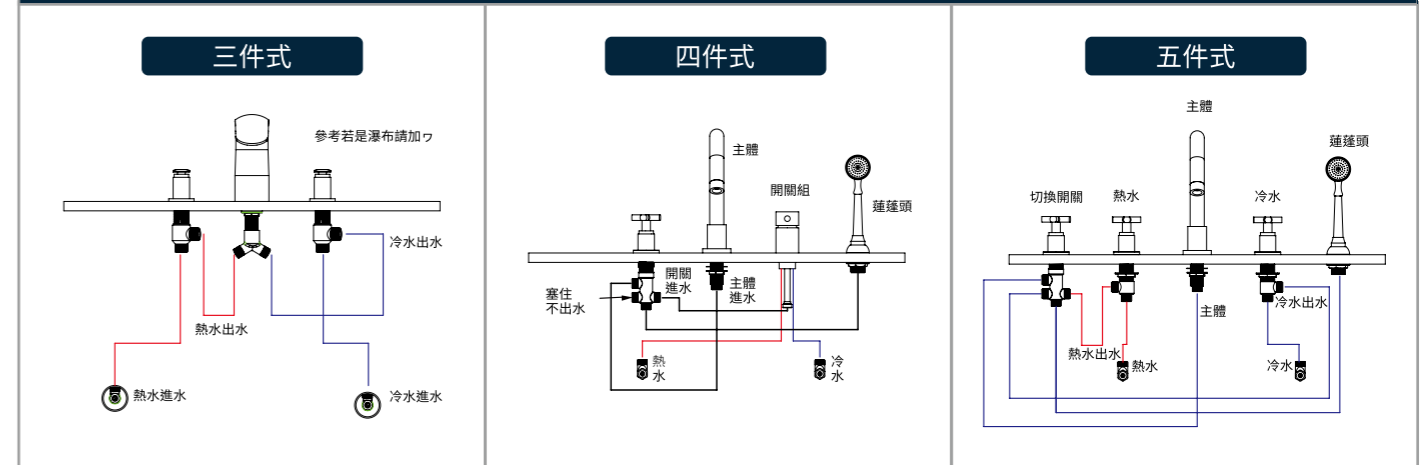 三件式
參考若是瀑布請加ヮ
冷水出水
熱水出水
熱水進水
冷水進水
四件式
主體
開關組
蓮蓬頭
開關
進水
主體
進水
塞住
不出水
熱
水
冷
水
五件式
主體
蓮蓬頭
切換開關
熱水
冷水
冷水出水
主體
熱水出水
熱水
冷水